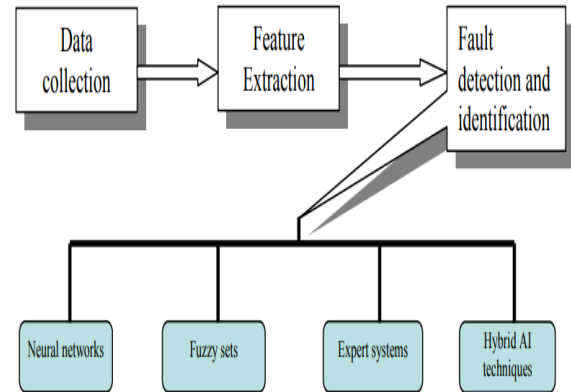 Data
collection
Feature
Extraction
Fault
detection and
identification
Neural networks
Fuzzy sets
Expert systems
Hybrid AI
techniques